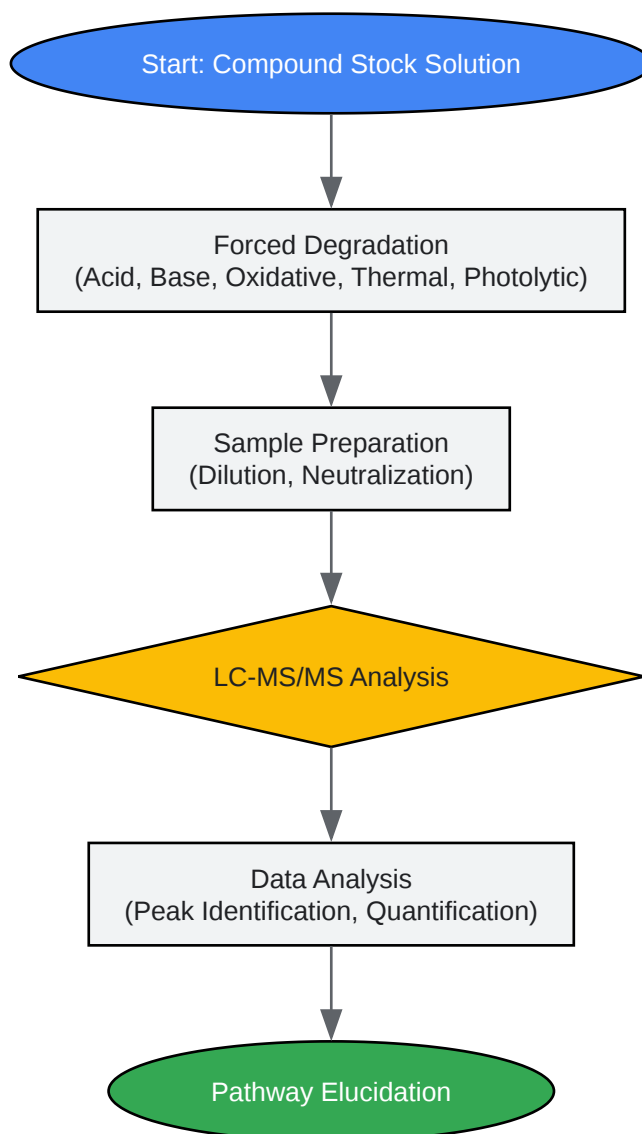 Start: Compound Stock Solution
Forced Degradation
(Acid, Base, Oxidative, Thermal, Photolytic)
Sample Preparation
(Dilution, Neutralization)
LC-MS/MS Analysis
Data Analysis
(Peak Identification, Quantification)
Pathway Elucidation